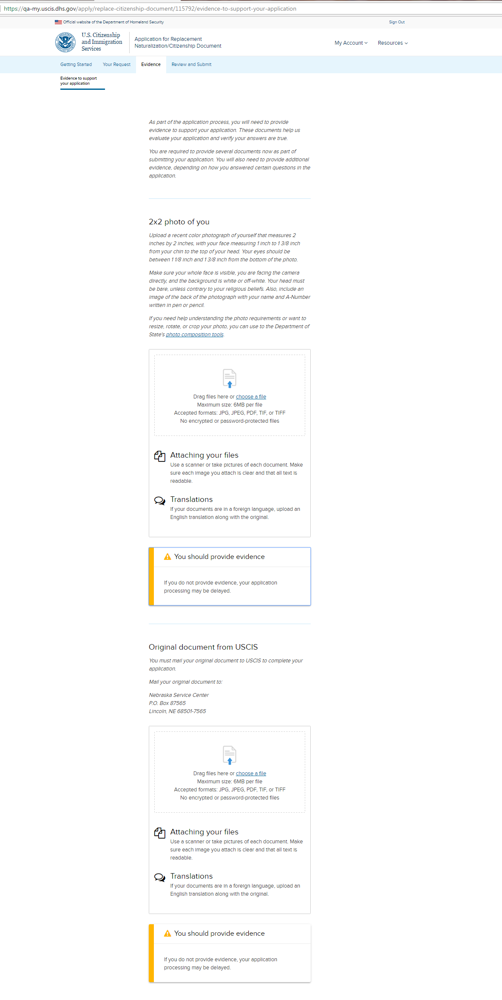 https://qa-my.uscis.dhs.gov/apply/replace-citizenship-document/115792/evidence-to-support-your-application
Official website of the Department of Homeland Security
Sign Out
U.S. Citizenship
and Immigration
Services
Application for Replacement
Naturalization/Citizenship Document
My Account
Resources
Getting Started
Your Request
Evidence
Review and Submit
Evidence to support
your application
As part of the application process, you will need to provide
evidence to support your application. These documents help us
evaluate your application and verify your answers are true.
You are required to provide several documents now as part of
submitting your application. You will also need to provide additional
evidence, depending on how you answered certain questions in the
application.
2x2 photo of you
Upload a recent color photograph of yourself that measures 2
inches by 2 inches, with your face measuring 1 inch to 1 3/8 inch
from your chin to the top of your head. Your eyes should be
between 1 1/8 inch and 1 3/8 inch from the bottom of the photo.
Make sure your whole face is visible, you are facing the camera
directly, and the background is white or off-white. Your head must
be bare, unless contrary to your religious beliefs. Also, include an
image of the back of the photograph with your name and A-Number
written in pen or pencil.
If you need help understanding the photo requirements or want to
resize, rotate, or crop your photo, you can use to the Department of
State's photo composition tools.
Drag files here or choose a file
Maximum size: 6MB per file
Accepted formats: JPG, JPEG, PDF, TIF, or TIFF
No encrypted or password-protected files
Attaching your files
Use a scanner or take pictures of each document. Make
sure each image you attach is clear and that all text is
readable.
Translations
If your documents are in a foreign language, upload an
English translation along with the original.
You should provide evidence
If you do not provide evidence, your application
processing may be delayed.
Original document from USCIS
You must mail your original document to USCIS to complete your
application.
Mail your original document to:
Nebraska Service Center
P.O. Box 87565
Lincoln, NE 68501-7565
Drag files here or choose a file
Maximum size: 6MB per file
Accepted formats: JPG, JPEG, PDF, TIF, or TIFF
No encrypted or password-protected files
Attaching your files
Use a scanner or take pictures of each document. Make
sure each image you attach is clear and that all text is
readable.
Translations
If your documents are in a foreign language, upload an
English translation along with the original.
You should provide evidence
If you do not provide evidence, your application
processing may be delayed.